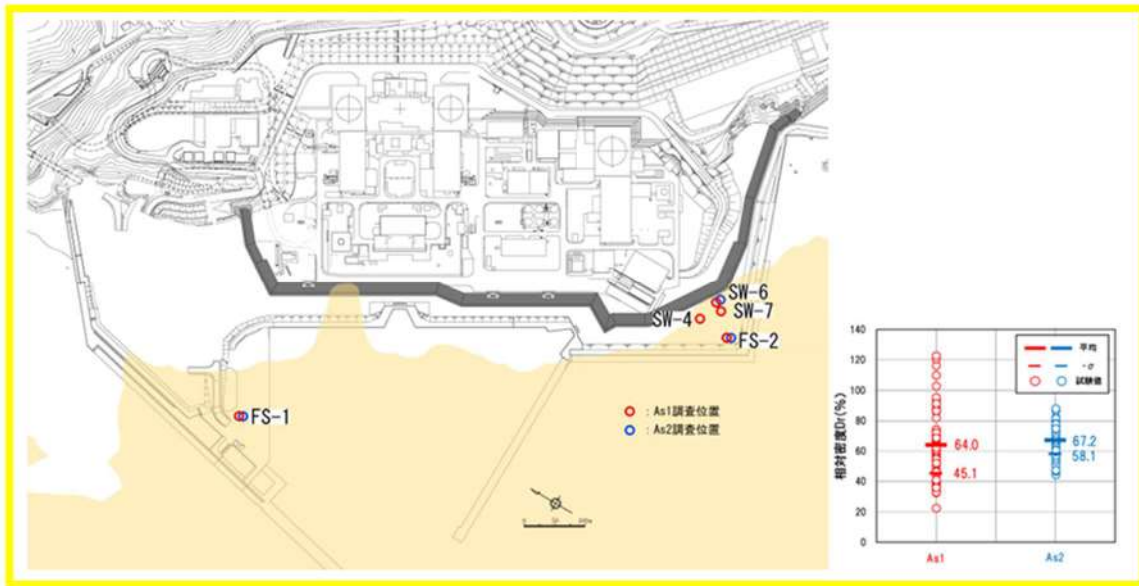 SW-6
SW-7
SW-4
FS-2
FS-1
○ : As1調査位置
○ : As2調査位置
相対密度Dr(%)
140
120
100
80
60
40
20
0
平均
-σ
試験値
64.0
45.1
67.2
58.1
As1
As2